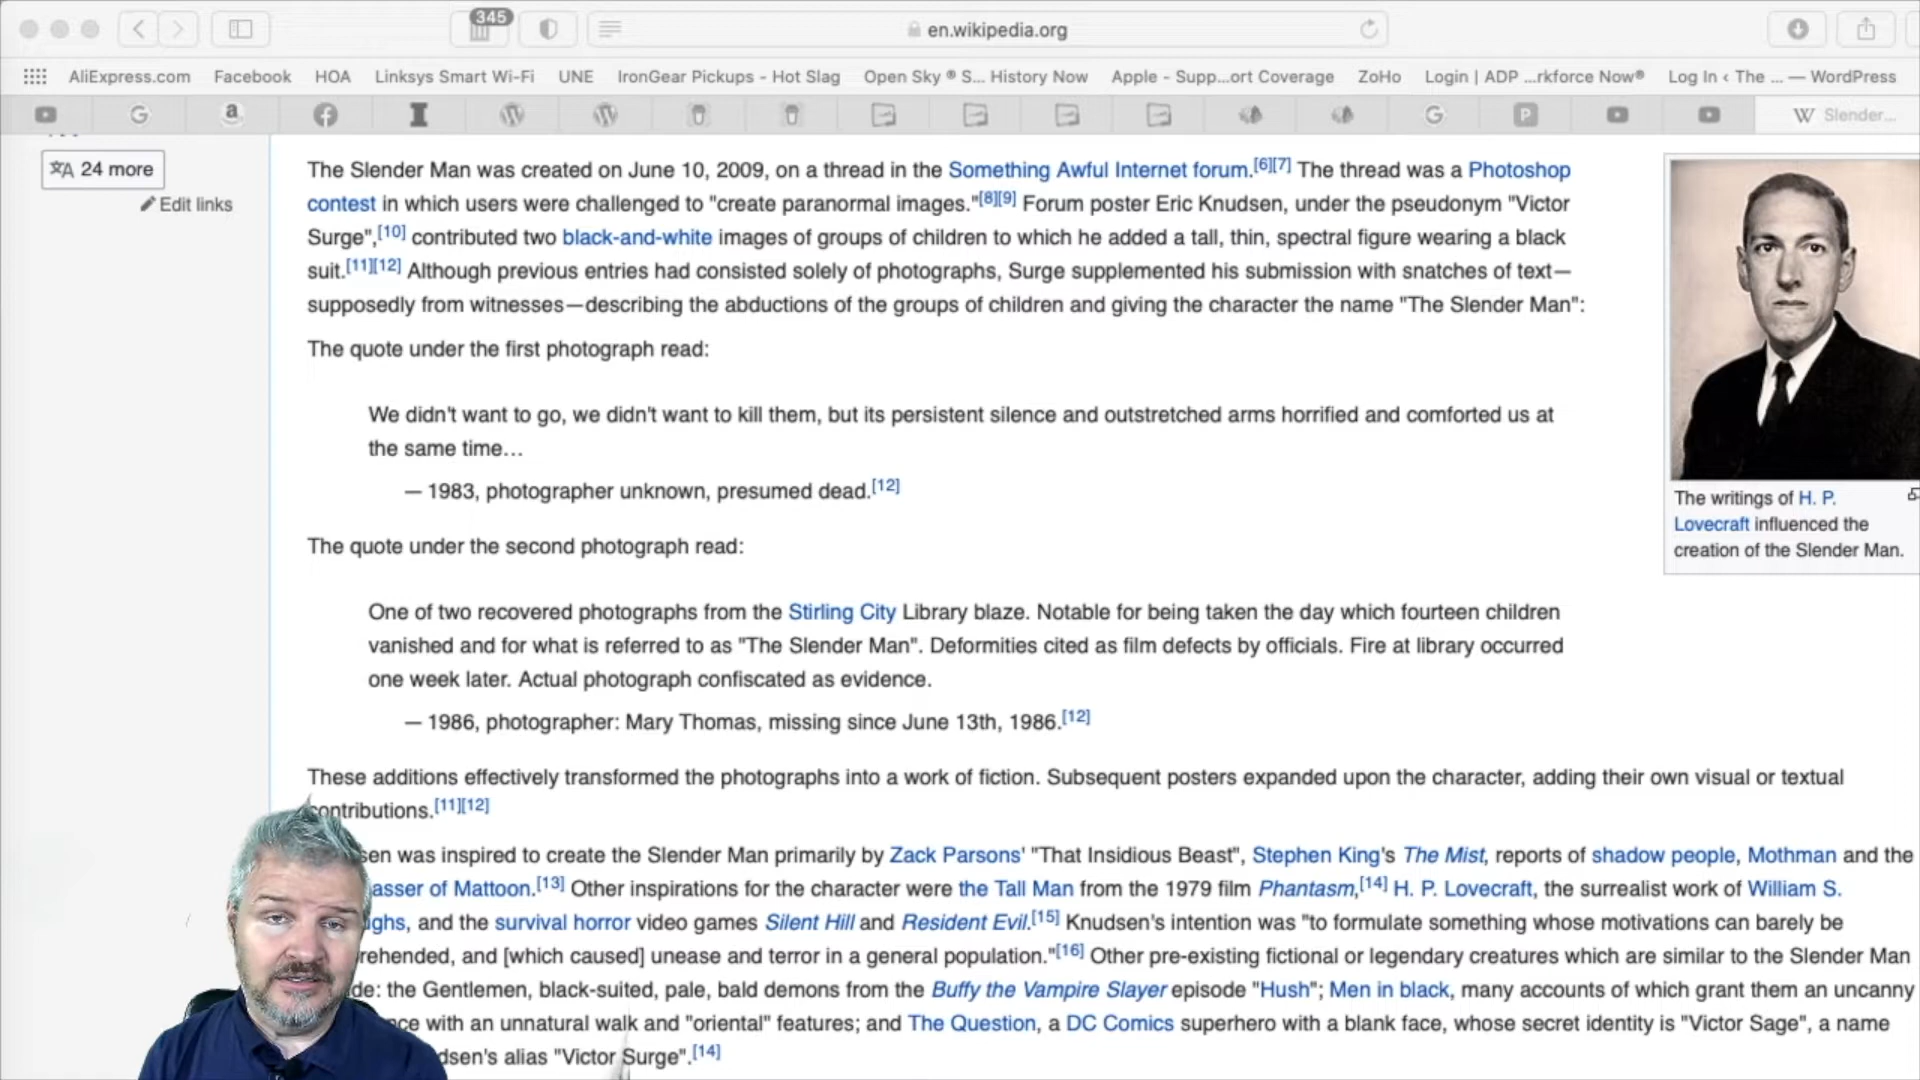 345
en.wikipedia.org
AliExpress.com Facebook HOA Linksys Smart Wi-Fi UNE IronGear Pickups - Hot Slag Open Sky ® S... History Now Apple - Supp...ort Coverage ZoHo Login | ADP ...rkforce Now® Log In ‹ The ... — WordPress
Slender...
24 more
Edit links
The Slender Man was created on June 10, 2009, on a thread in the Something Awful Internet forum.[6][7] The thread was a Photoshop
contest in which users were challenged to "create paranormal images."[8][9] Forum poster Eric Knudsen, under the pseudonym "Victor
Surge",[10] contributed two black-and-white images of groups of children to which he added a tall, thin, spectral figure wearing a black
suit.[11][12] Although previous entries had consisted solely of photographs, Surge supplemented his submission with snatches of text—
supposedly from witnesses—describing the abductions of the groups of children and giving the character the name "The Slender Man":
The quote under the first photograph read:
We didn't want to go, we didn't want to kill them, but its persistent silence and outstretched arms horrified and comforted us at
the same time…
— 1983, photographer unknown, presumed dead.[12]
The writings of H. P.
Lovecraft influenced the
creation of the Slender Man.
The quote under the second photograph read:
One of two recovered photographs from the Stirling City Library blaze. Notable for being taken the day which fourteen children
vanished and for what is referred to as "The Slender Man". Deformities cited as film defects by officials. Fire at library occurred
one week later. Actual photograph confiscated as evidence.
— 1986, photographer: Mary Thomas, missing since June 13th, 1986.[12]
These additions effectively transformed the photographs into a work of fiction. Subsequent posters expanded upon the character, adding their own visual or textual
contributions.[11][12]
sen was inspired to create the Slender Man primarily by Zack Parsons' "That Insidious Beast", Stephen King's The Mist, reports of shadow people, Mothman and the
asser of Mattoon.[13] Other inspirations for the character were the Tall Man from the 1979 film Phantasm,[14] H. P. Lovecraft, the surrealist work of William S.
ughs, and the survival horror video games Silent Hill and Resident Evil.[15] Knudsen's intention was "to formulate something whose motivations can barely be
rehended, and [which caused] unease and terror in a general population."[16] Other pre-existing fictional or legendary creatures which are similar to the Slender Man
de: the Gentlemen, black-suited, pale, bald demons from the Buffy the Vampire Slayer episode "Hush"; Men in black, many accounts of which grant them an uncanny
ce with an unnatural walk and "oriental" features; and The Question, a DC Comics superhero with a blank face, whose secret identity is "Victor Sage", a name
dsen's alias "Victor Surge".[14]